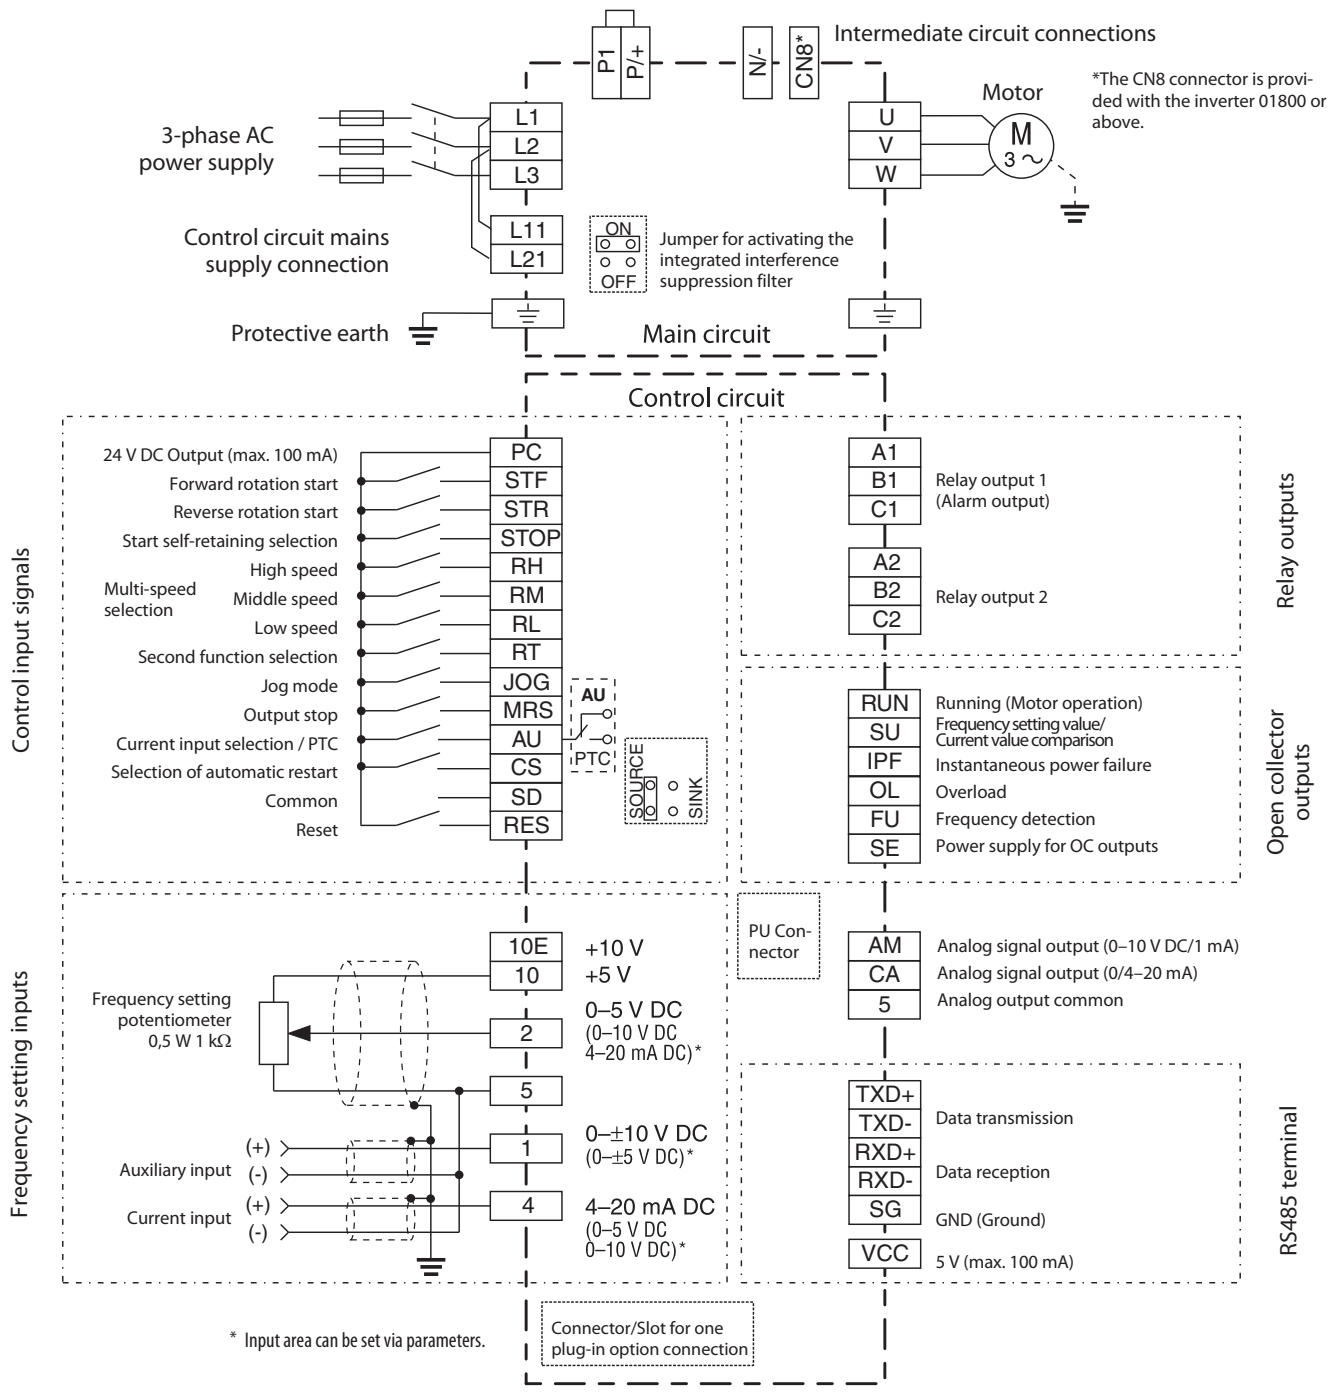 P1
P/+
N/-
CN8*
Intermediate circuit connections
*The CN8 connector is provi-
ded with the inverter 01800 or
above.
3-phase AC
power supply
L1
L2
L3
U
V
W
Motor
M
3 ~
Control circuit mains
supply connection
L11
L21
ON
OFF
Jumper for activating the
integrated interference
suppression filter
Protective earth
Main circuit
Control circuit
Control input signals
24 V DC Output (max. 100 mA)
PC
Forward rotation start
STF
Reverse rotation start
STR
Start self-retaining selection
STOP
Multi-speed
selection
High speed
RH
Middle speed
RM
Low speed
RL
Second function selection
RT
Jog mode
JOG
Output stop
MRS
Current input selection / PTC
AU
Selection of automatic restart
CS
Common
SD
Reset
RES
AU
PTC
SOURCE
SINK
A1
B1
C1
Relay output 1
(Alarm output)
A2
B2
C2
Relay output 2
Relay outputs
RUN
Running (Motor operation)
SU
Frequency setting value/
Current value comparison
IPF
Instantaneous power failure
OL
Overload
FU
Frequency detection
SE
Power supply for OC outputs
Open collector
outputs
Frequency setting inputs
Frequency setting
potentiometer
0,5 W 1 kΩ
10E
+10 V
10
+5 V
2
0–5 V DC
(0–10 V DC
4–20 mA DC)*
5
Auxiliary input
(+)
(-)
1
0–±10 V DC
(0–±5 V DC)*
Current input
(+)
(-)
4
4–20 mA DC
(0–5 V DC
0–10 V DC)*
PU Con-
nector
AM
Analog signal output (0–10 V DC/1 mA)
CA
Analog signal output (0/4–20 mA)
5
Analog output common
TXD+
TXD-
Data transmission
RXD+
RXD-
Data reception
SG
GND (Ground)
VCC
5 V (max. 100 mA)
RS485 terminal
* Input area can be set via parameters.
Connector/Slot for one
plug-in option connection